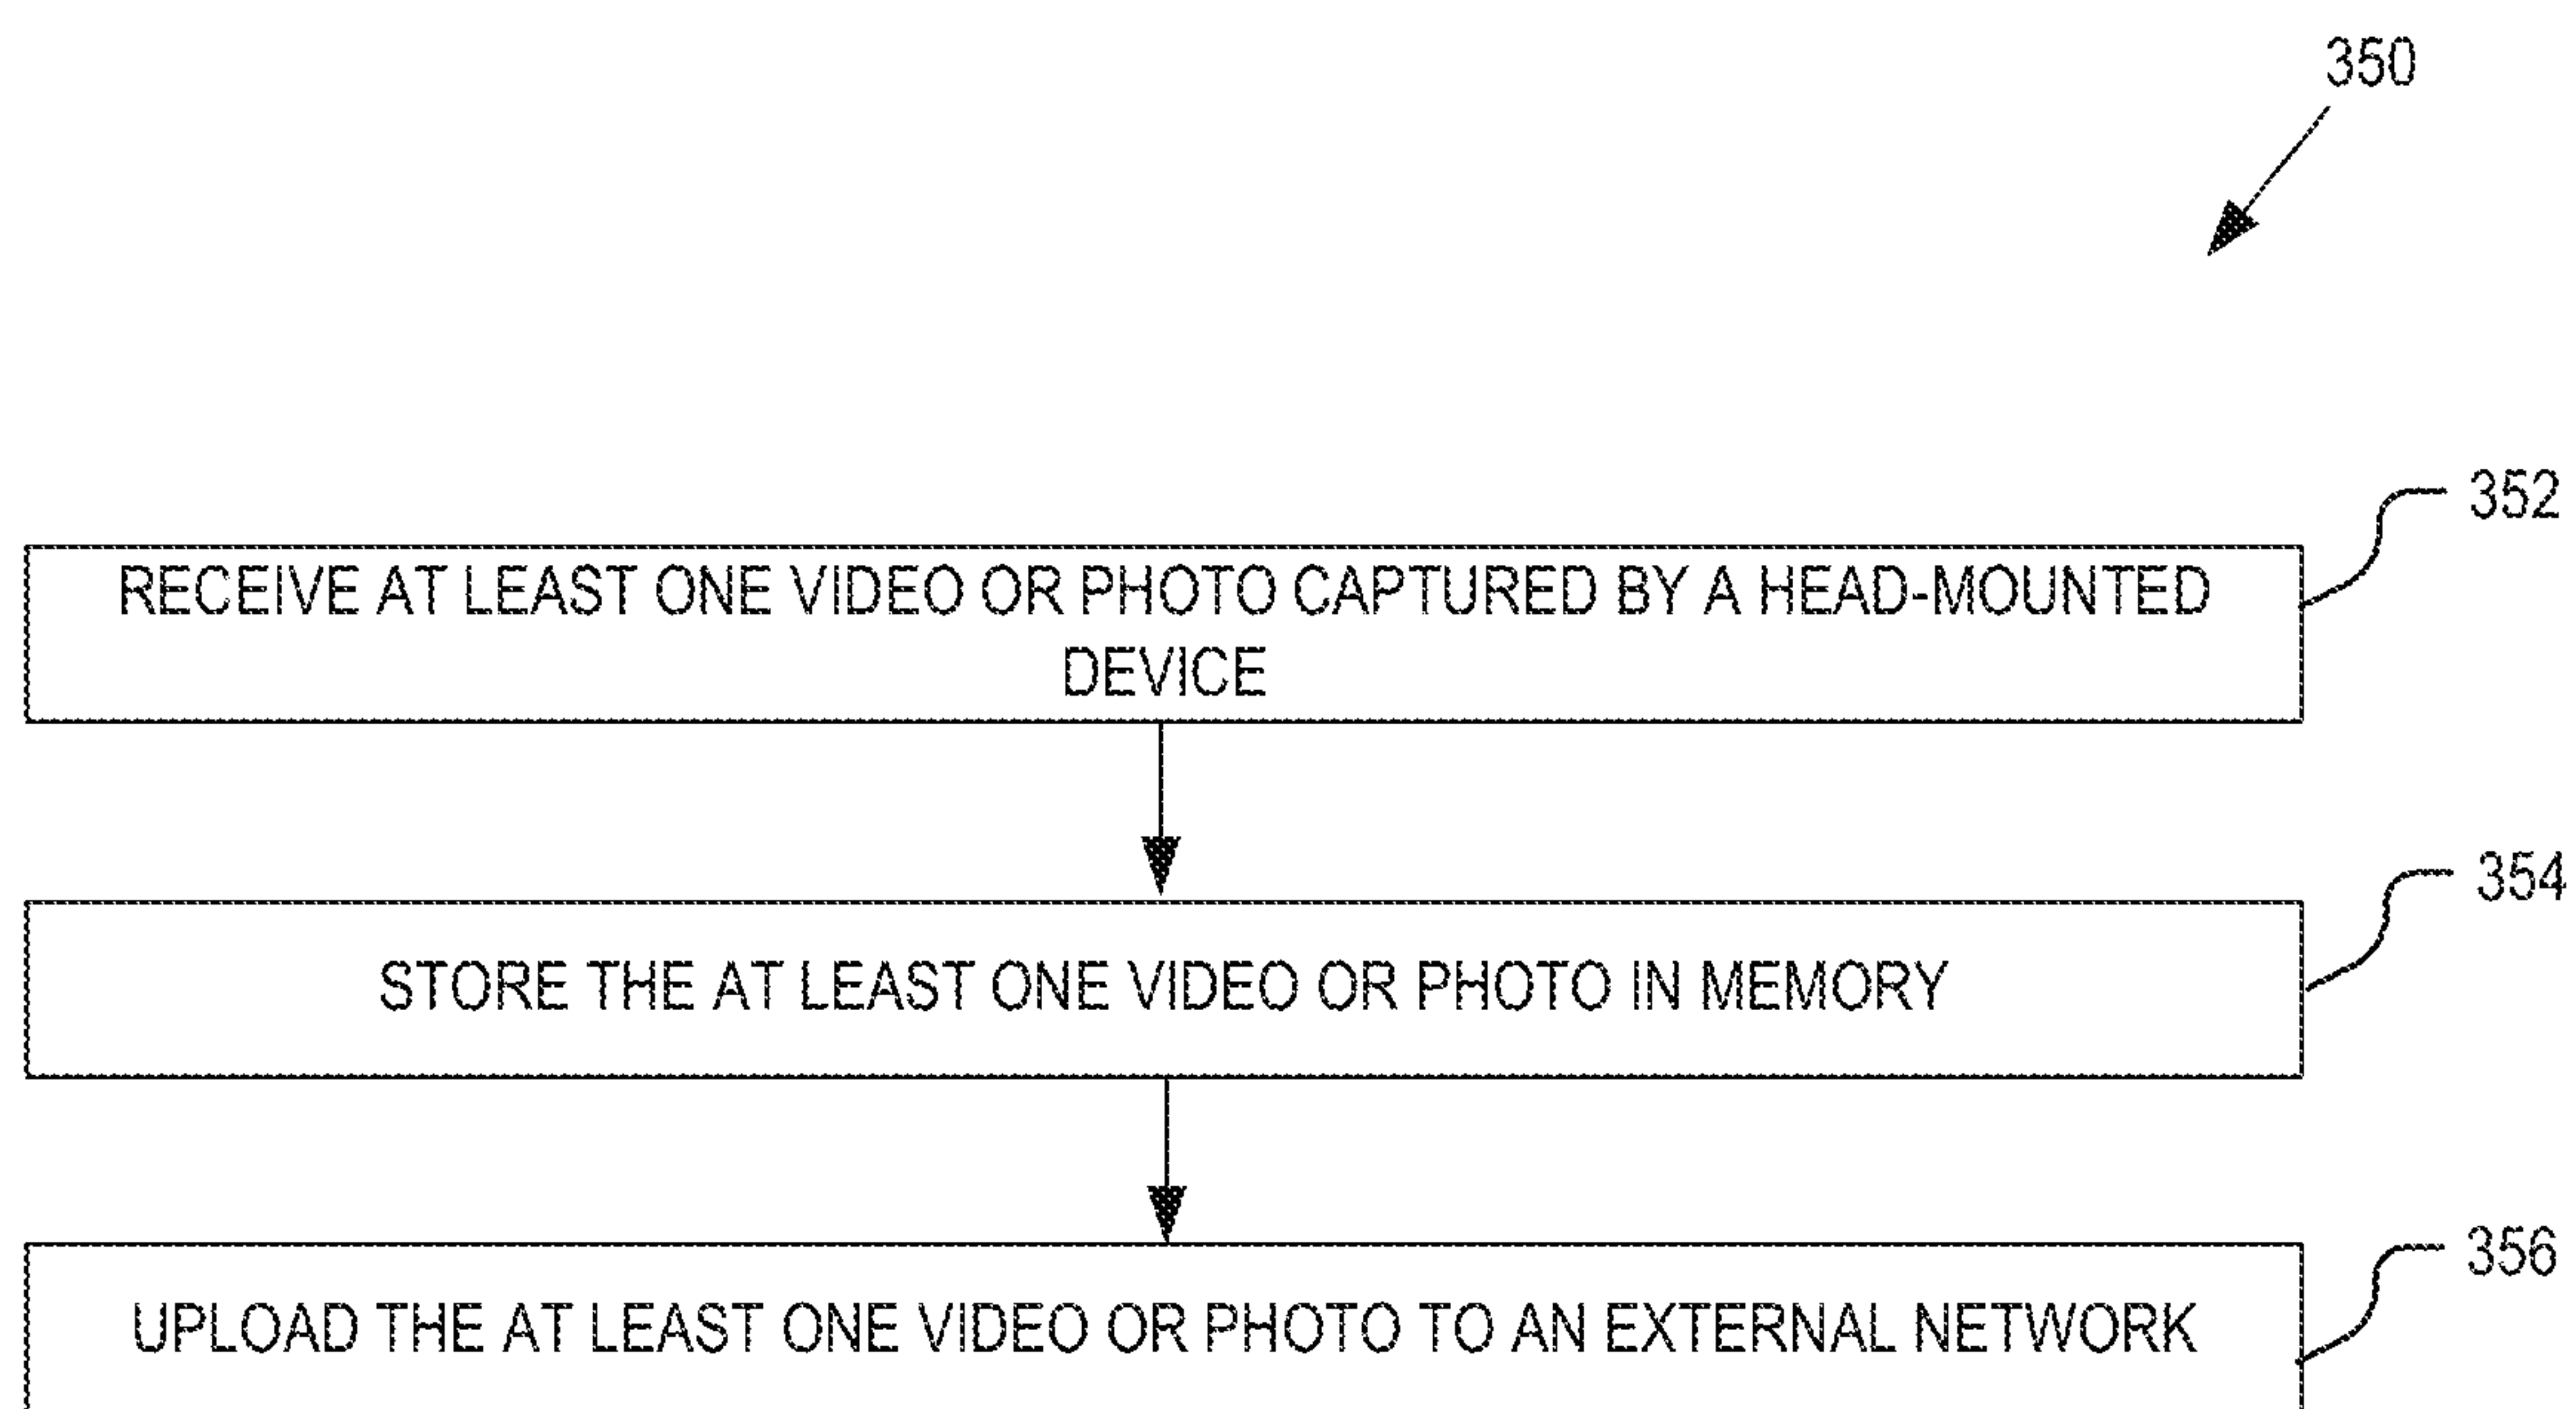 350
352
RECEIVE AT LEAST ONE VIDEO OR PHOTO CAPTURED BY A HEAD-MOUNTED
DEVICE
354
STORE THE AT LEAST ONE VIDEO OR PHOTO IN MEMORY
356
UPLOAD THE AT LEAST ONE VIDEO OR PHOTO TO AN EXTERNAL NETWORK